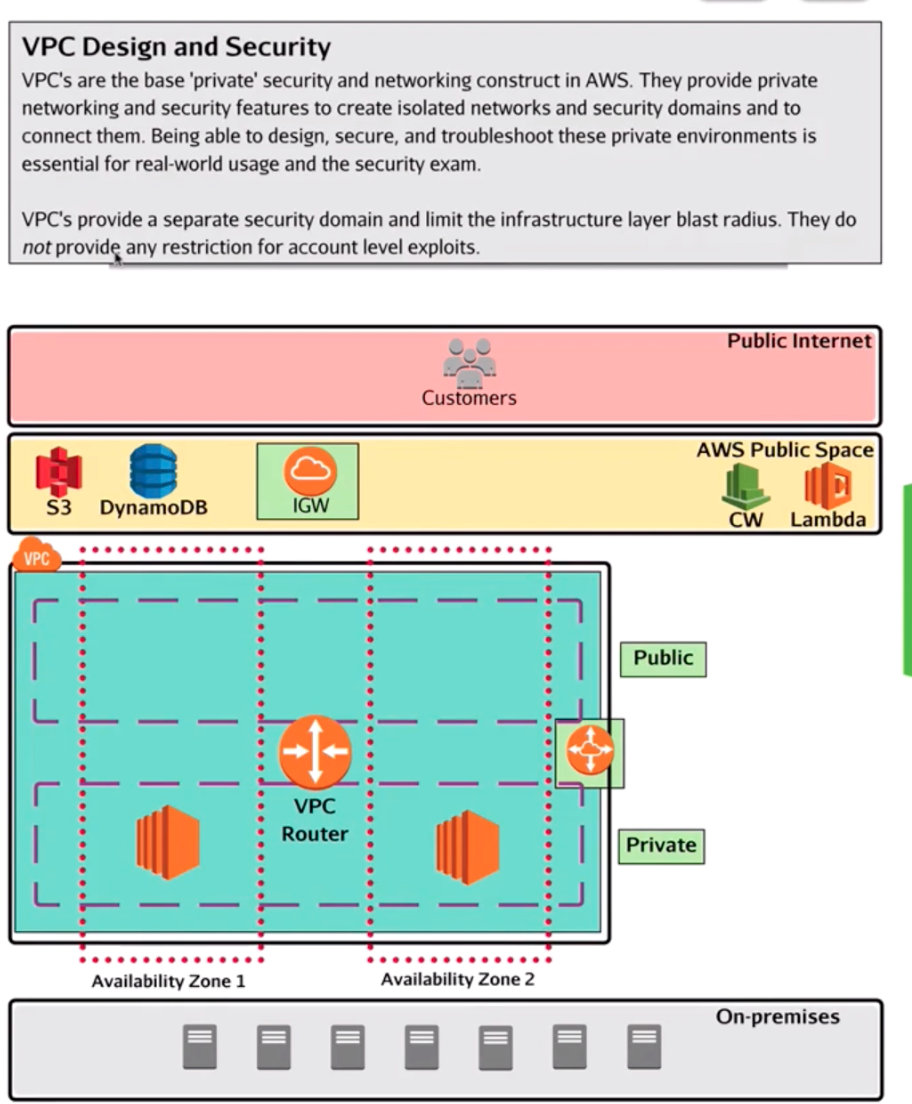 VPC Design and Security
VPC's are the base 'private' security and networking construct in AWS. They provide private
networking and security features to create isolated networks and security domains and to
connect them. Being able to design, secure, and troubleshoot these private environments is
essential for real-world usage and the security exam.
VPC's provide a separate security domain and limit the infrastructure layer blast radius. They do
not provide any restriction for account level exploits.
Public Internet
Customers
AWS Public Space
S3
DynamoDB
IGW
CW
Lambda
VPC
Public
VPC
Router
Private
Availability Zone 1
Availability Zone 2
On-premises